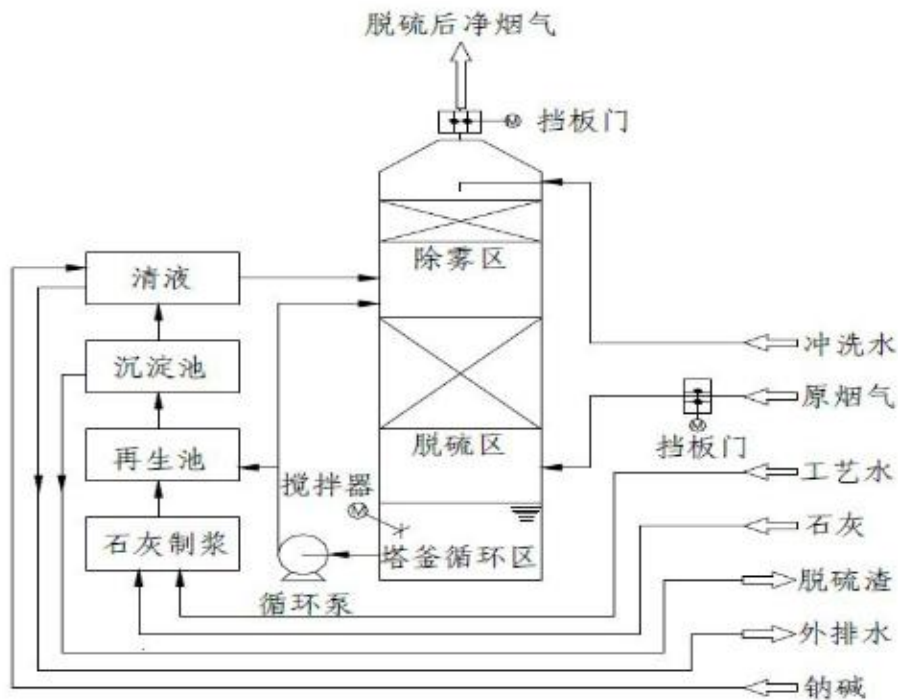 脱硫后净烟气
M
挡板门
除雾区
清液
冲洗水
沉淀池
原烟气
M
挡板门
脱硫区
再生池
工艺水
搅拌器
M
石灰
石灰制浆
塔釜循环区
循环泵
脱硫渣
外排水
钠碱